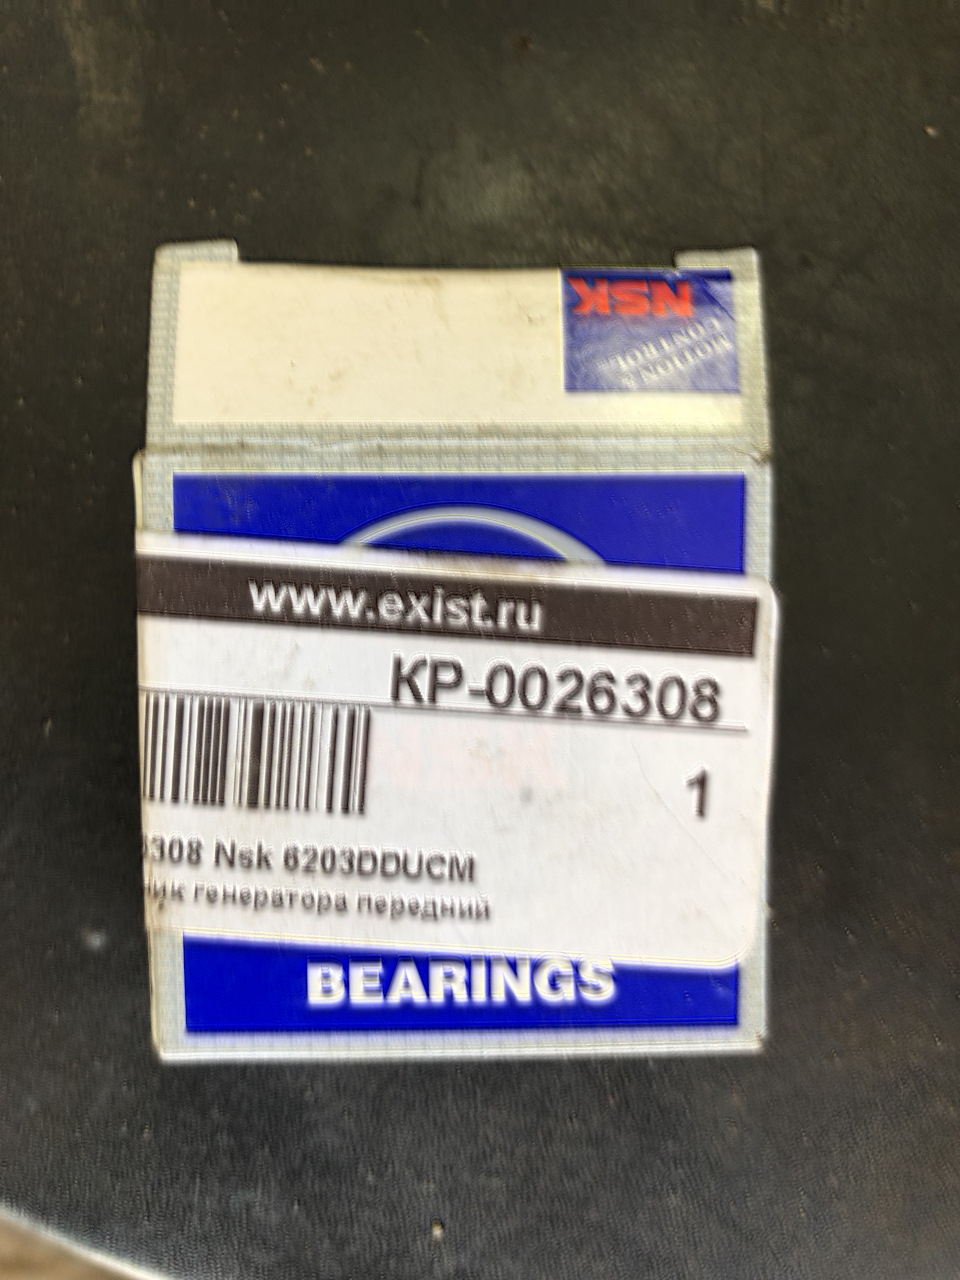 NSK
MOTION &
CONTROL
www.exist.ru
KP-0026308
1
308 Nsk 6203DDUCM
ник генератора передний
BEARINGS